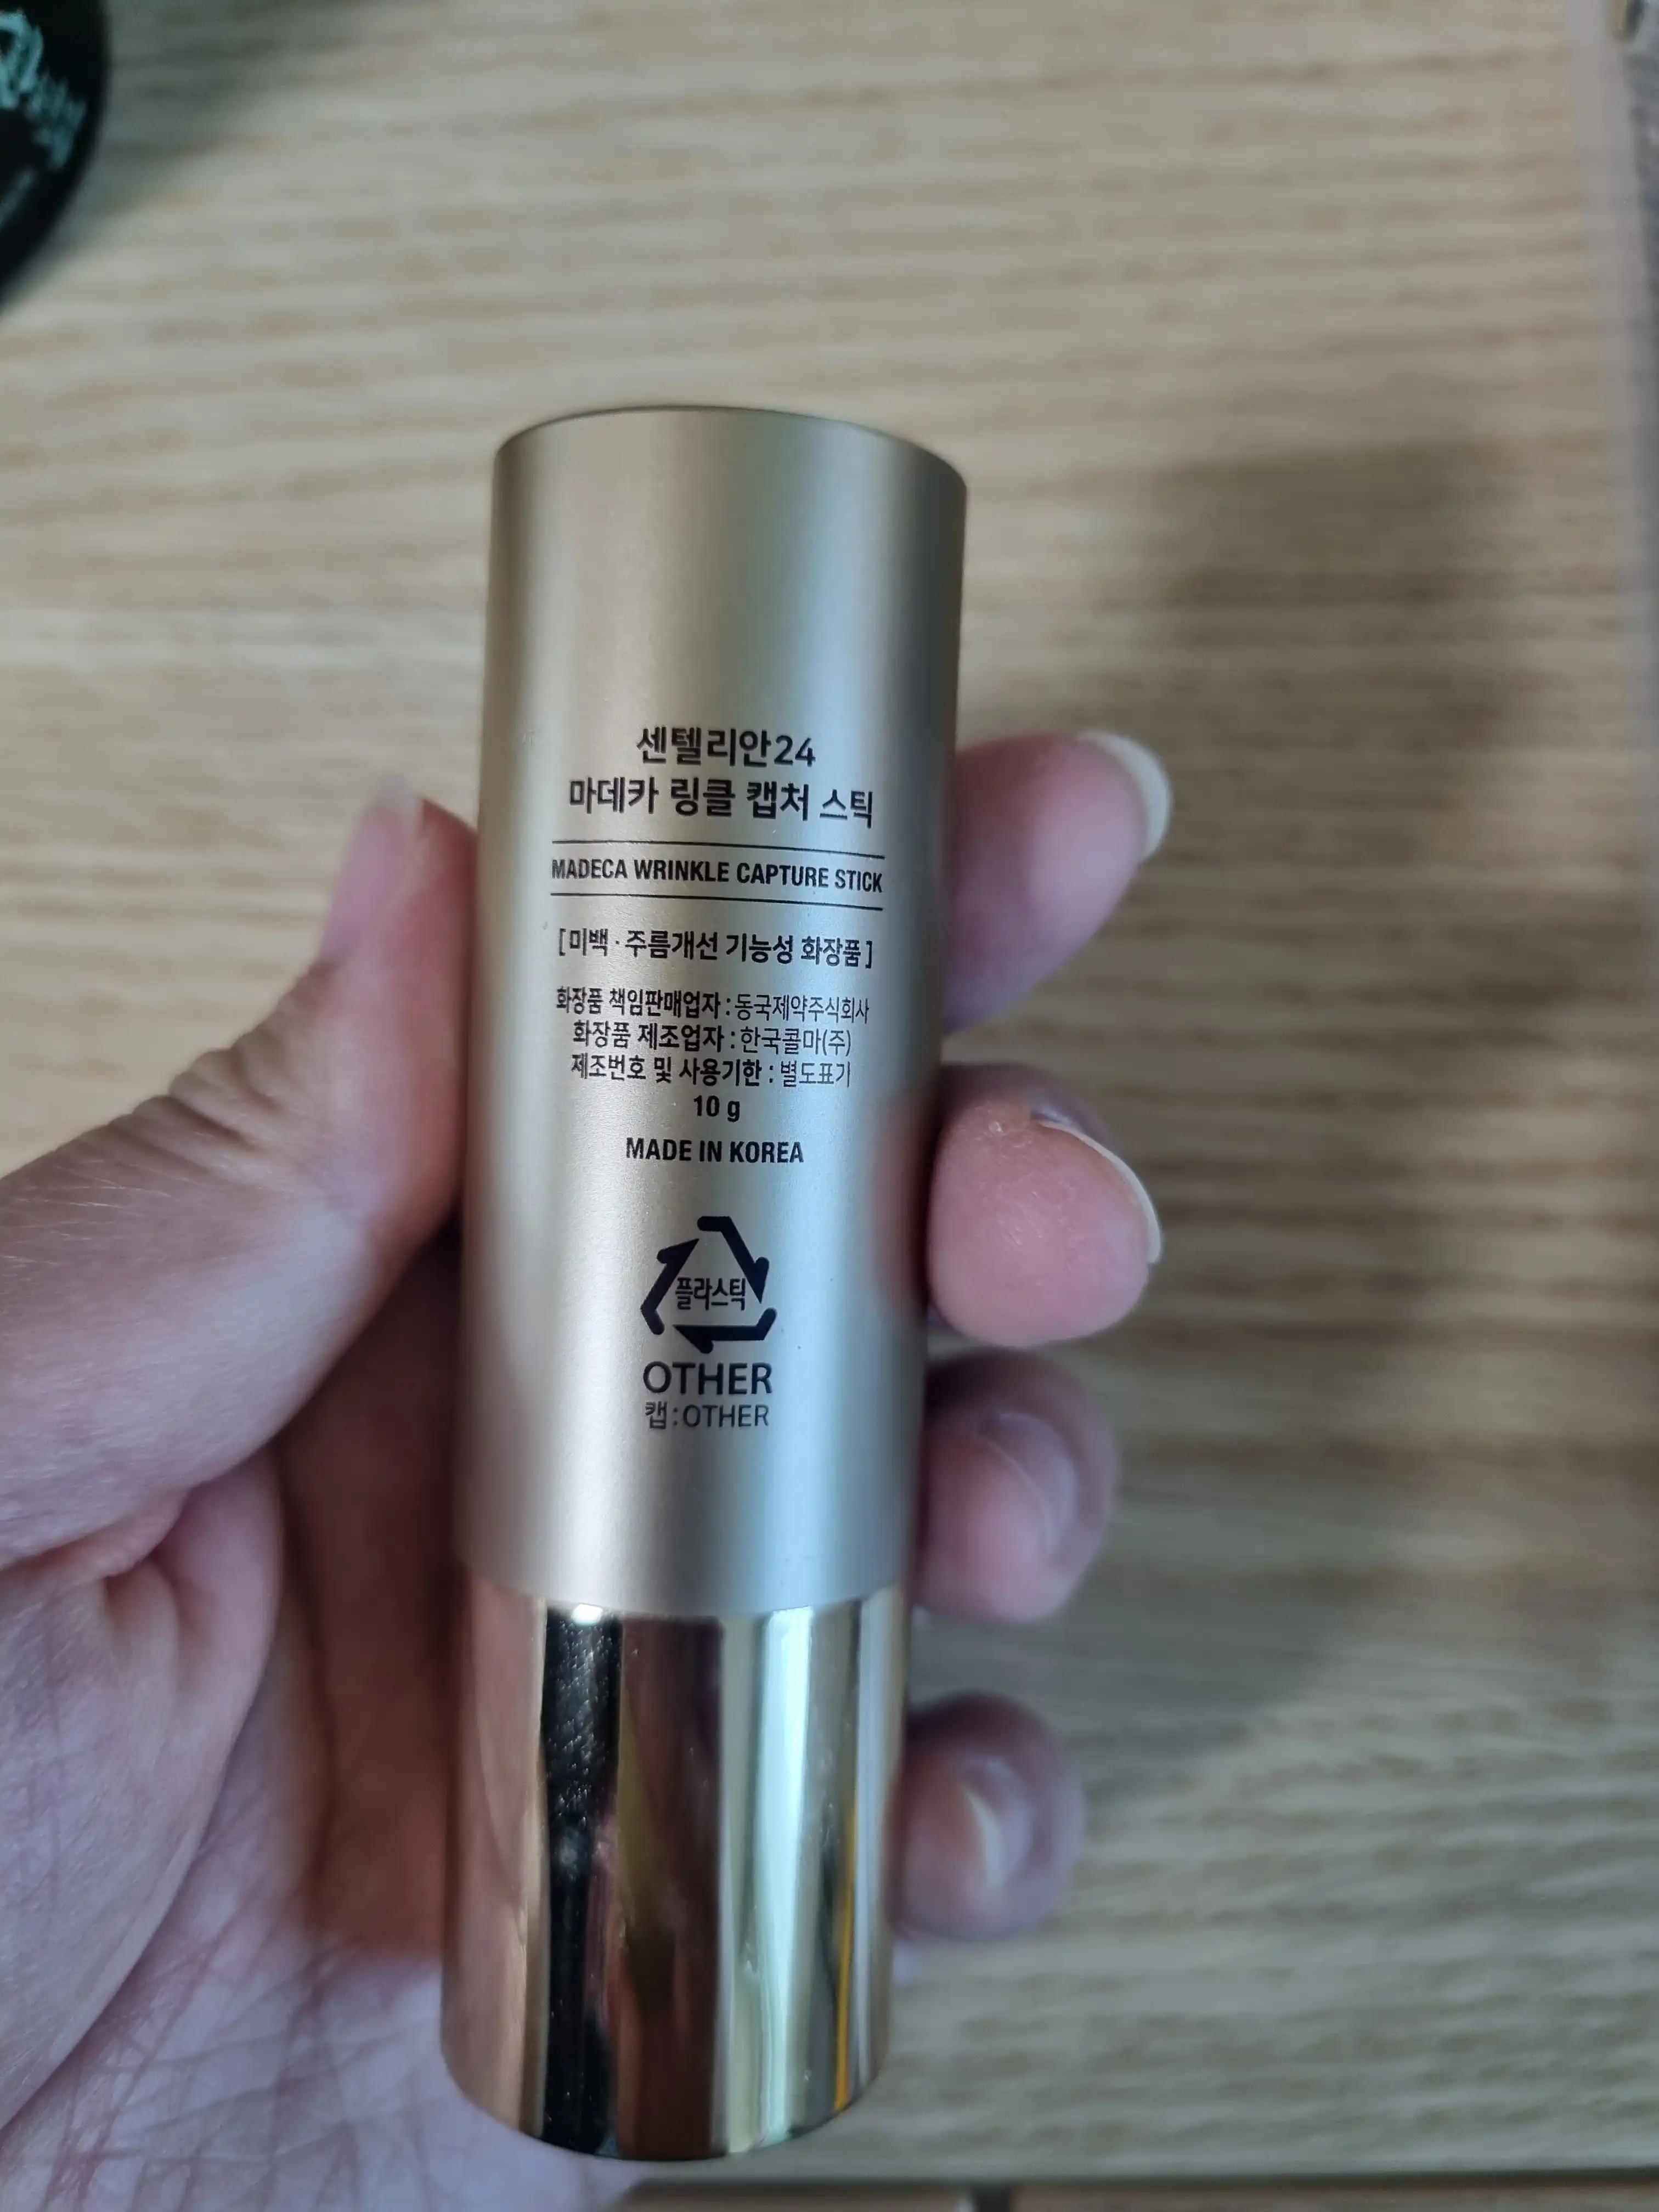 센텔리안24
마데카 링클 캡처 스틱
MADECA WRINKLE CAPTURE STICK
[미백·주름개선 기능성 화장품]
화장품 책임판매업자 : 동국제약주식회사
화장품 제조업자 : 한국콜마(주)
제조번호 및 사용기한 : 별도표기
10 g
MADE IN KOREA
플라스틱
OTHER
캡:OTHER